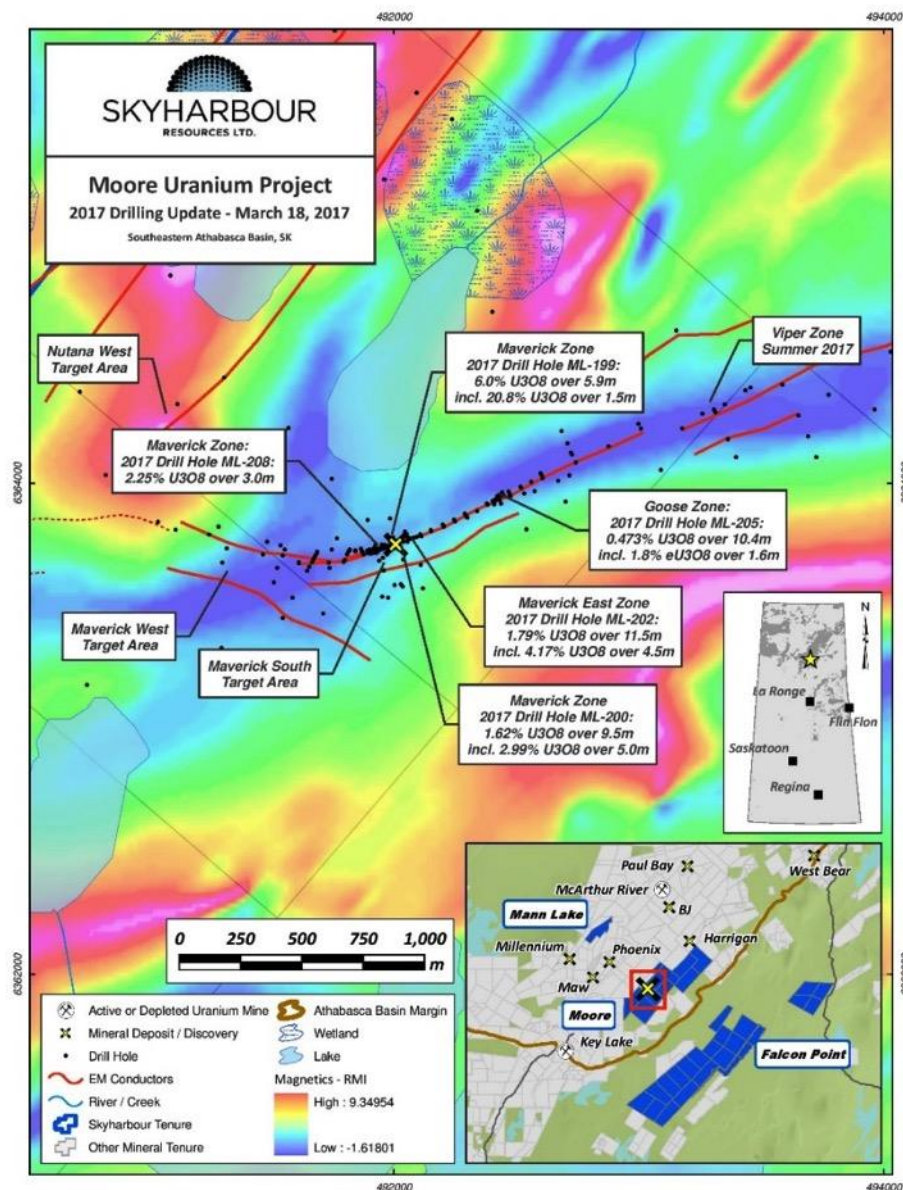 492000
494000
SKYHARBOUR
RESOURCES LTD.
Moore Uranium Project
2017 Drilling Update - March 18, 2017
Southeastern Athabasca Basin, SK
Nutana West
Target Area
Maverick Zone
2017 Drill Hole ML-199:
6.0% U3O8 over 5.9m
incl. 20.8% U3O8 over 1.5m
Viper Zone
Summer 2017
Maverick Zone:
2017 Drill Hole ML-208:
2.25% U3O8 over 3.0m
6364000
Goose Zone:
2017 Drill Hole ML-205:
0.473% U3O8 over 10.4m
incl. 1.8% eU3O8 over 1.6m
Maverick East Zone
2017 Drill Hole ML-202:
1.79% U3O8 over 11.5m
incl. 4.17% U3O8 over 4.5m
Maverick West
Target Area
Maverick South
Target Area
Maverick Zone
2017 Drill Hole ML-200:
1.62% U3O8 over 9.5m
incl. 2.99% U3O8 over 5.0m
N
La Ronge
Flin Flon
Saskatoon
Regina
Paul Bay
West Bear
McArthur River
BJ
Mann Lake
Harrigan
Millennium
Phoenix
Maw
Moore
Key Lake
Falcon Point
0 250 500 750 1,000
m
6362000
Active or Depleted Uranium Mine
Mineral Deposit / Discovery
Drill Hole
EM Conductors
River / Creek
Skyharbour Tenure
Other Mineral Tenure
Athabasca Basin Margin
Wetland
Lake
Magnetics - RMI
High : 9.34954
Low : -1.61801
492000
494000